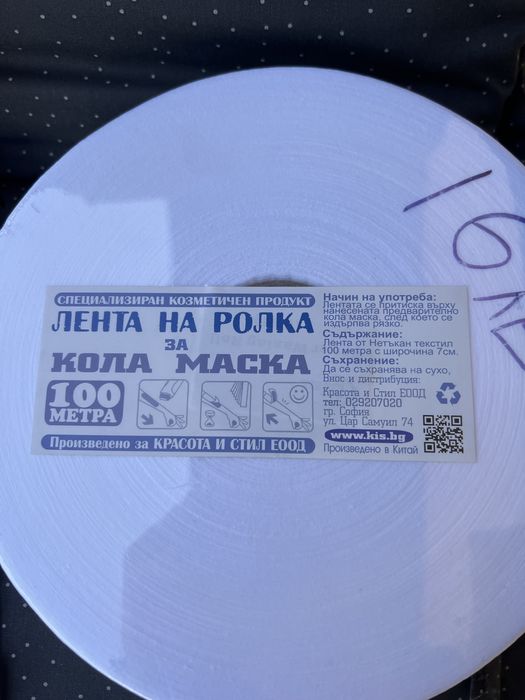 СПЕЦИАЛИЗИРАН КОЗМЕТИЧЕН ПРОДУКТ
ЛЕНТА НА РОЛКА
ЗА
КОЛА МАСКА
100
МЕТРА
Произведено за КРАСОТА И СТИЛ ЕООД
Начин на употреба:
Лентата се притиска върху
нанесената предварително
кола маска, след което се
издърпва рязко.
Съдържание:
Лента от Нетъкан текстил
100 метра с широчина 7см.
Съхранение:
Да се съхранява на сухо,
Внос и дистрибуция:
Красота и Стил ЕООД
тел: 029207020
гр. София
ул. Цар Самуил 74
www.kis.bg
Произведено в Китай
16